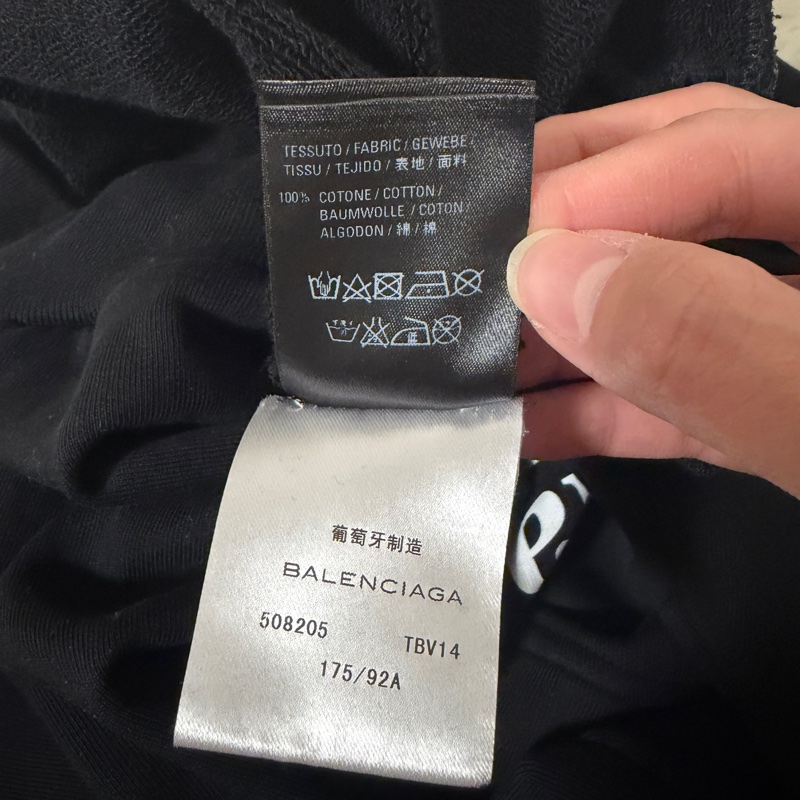 TESSUTO / FABRIC / GEWEBE /
TISSU / TEJIDO / 表地 / 面料
100% COTONE / COTTON /
BAUMWOLLE / COTON /
ALGODON / 綿 / 棉
低
葡萄牙制造
BALENCIAGA
508205 TBV14
175/92A